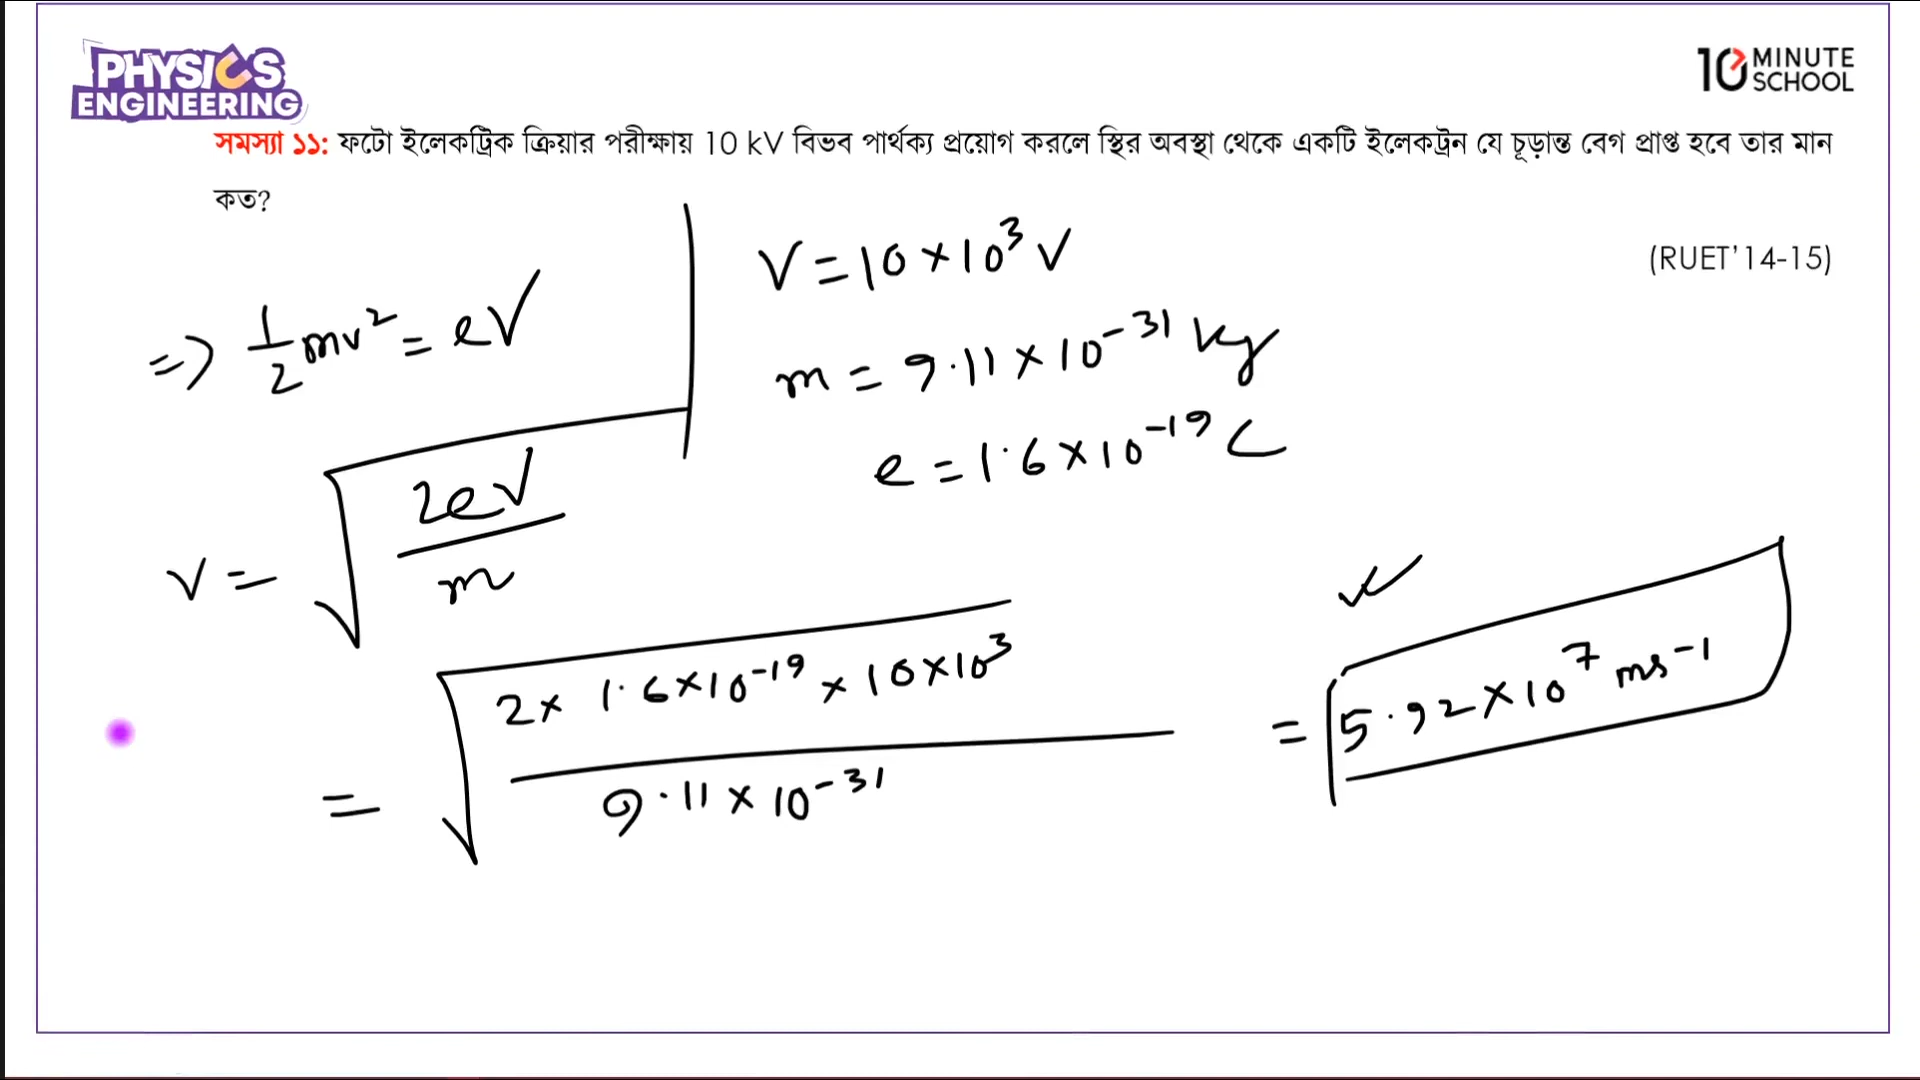 PHYSICS
ENGINEERING
10 MINUTE
SCHOOL
সমস্যা ১১: ফটো ইলেকট্রিক ক্রিয়ার পরীক্ষায় 10 kV বিভব পার্থক্য প্রয়োগ করলে স্থির অবস্থা থেকে একটি ইলেকট্রন যে চূড়ান্ত বেগ প্রাপ্ত হবে তার মান
কত?
(RUET’14-15)
=> 1/2 mv² = eV
V = 10 × 10³ V
m = 9.11 × 10⁻³¹ kg
e = 1.6 × 10⁻¹⁹ C
v = √(2eV/m)
= √(2 × 1.6 × 10⁻¹⁹ × 10 × 10³ / 9.11 × 10⁻³¹)
= 5.92 × 10⁷ ms⁻¹